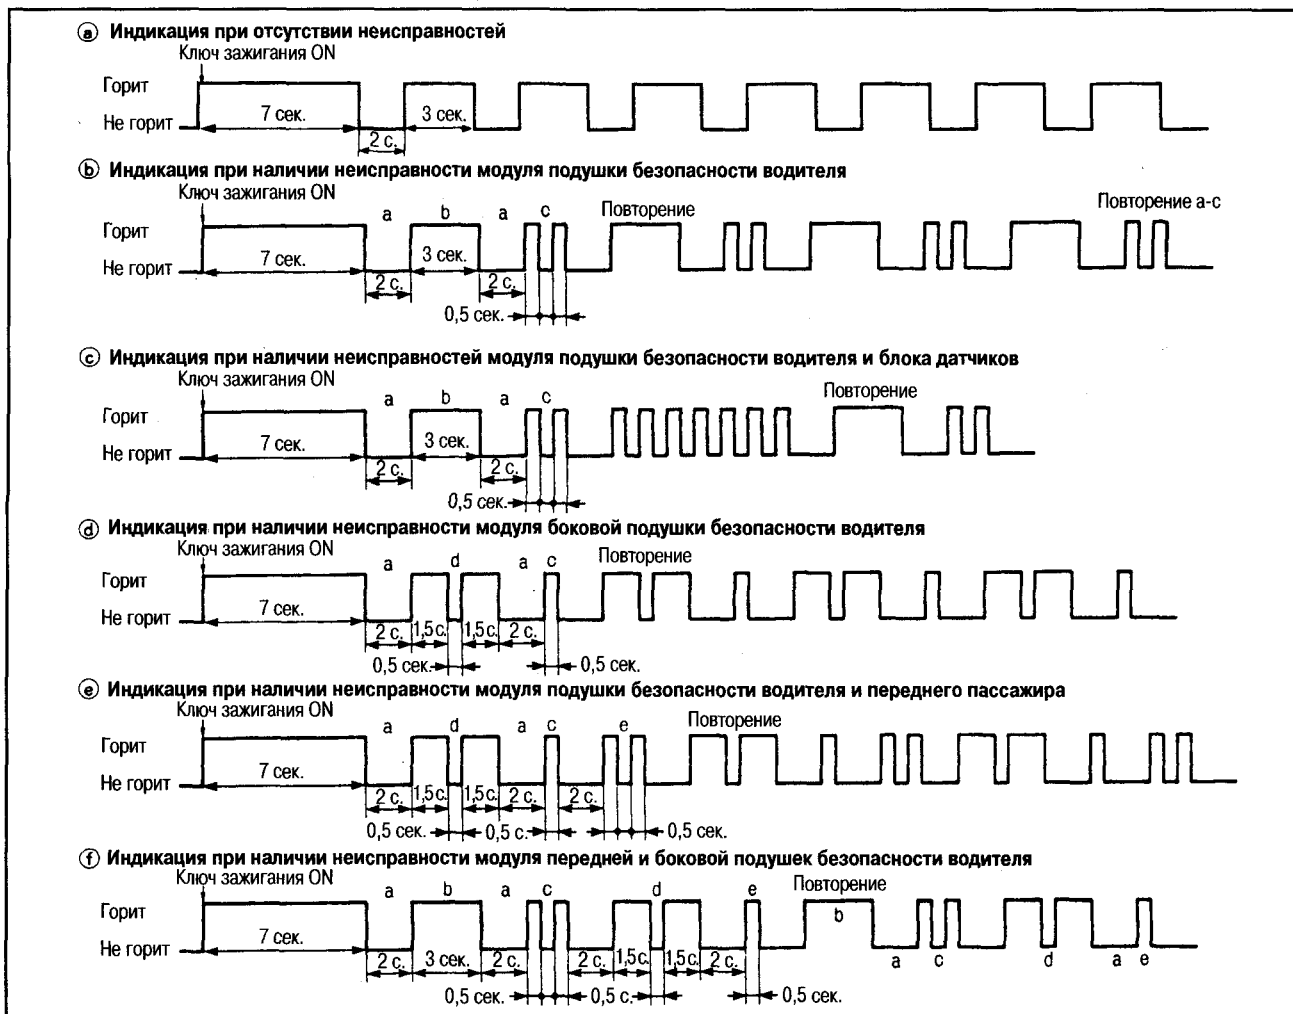 ⓐ Индикация при отсутствии неисправностей
Ключ зажигания ON
Горит
Не горит
7 сек.
3 сек.
2 с.
ⓑ Индикация при наличии неисправности модуля подушки безопасности водителя
Ключ зажигания ON
a b a c Повторение Повторение a-c
Горит
Не горит
7 сек.
3 сек.
2 с. 2 с.
0,5 сек.
ⓒ Индикация при наличии неисправностей модуля подушки безопасности водителя и блока датчиков
Ключ зажигания ON
a b a c Повторение
Горит
Не горит
7 сек.
3 сек.
2 с. 2 с.
0,5 сек.
ⓓ Индикация при наличии неисправности модуля боковой подушки безопасности водителя
Ключ зажигания ON
a d a c Повторение
Горит
Не горит
7 сек.
2 с. 1,5 с. 1,5 с. 2 с.
0,5 сек. 0,5 сек.
ⓔ Индикация при наличии неисправности модуля подушки безопасности водителя и переднего пассажира
Ключ зажигания ON
a d a c e Повторение
Горит
Не горит
7 сек.
2 с. 1,5 с. 1,5 с. 2 с. 2 с.
0,5 сек. 0,5 с. 0,5 сек.
ⓕ Индикация при наличии неисправности модуля передней и боковой подушек безопасности водителя
Ключ зажигания ON
a b a c d e Повторение
Горит
b
Не горит
7 сек.
2 с. 3 сек. 2 с. 2 с. 1,5 с. 1,5 с. 2 с. a c d a e
0,5 сек. 0,5 с. 0,5 сек.